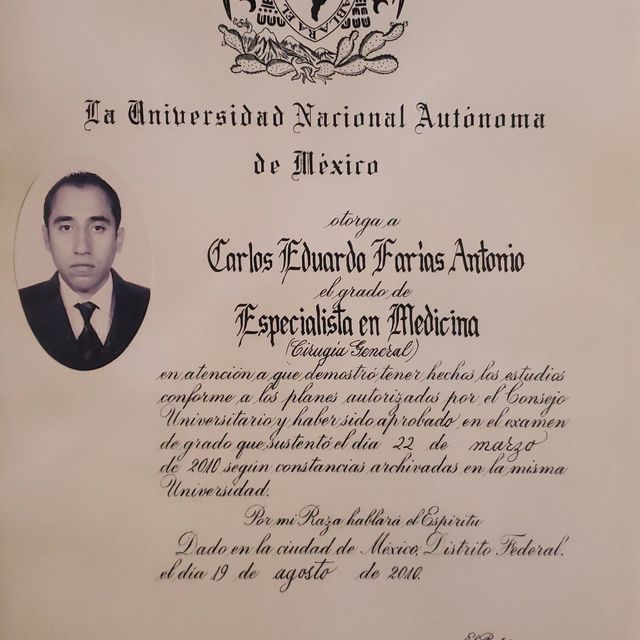 HABLARA EL
La Universidad Nacional Autónoma
de México
otorga a
Carlos Eduardo Farías Antonio
el grado de
Especialista en Medicina
(Cirugía General)
en atención a que demostró tener hechos los estudios
conforme a los planes autorizados por el Consejo
Universitario y haber sido aprobado en el examen
de grado que sustentó el día 22 de marzo
de 2010 según constancias archivadas en la misma
Universidad.
Por mi Raza hablará el Espíritu
Dado en la ciudad de México, Distrito Federal.
el día 19 de agosto de 2010.